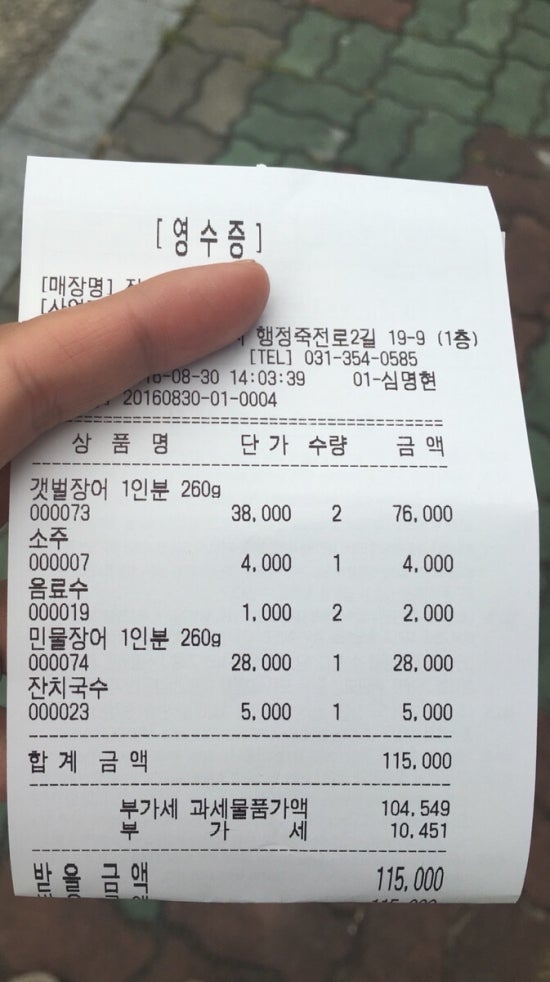 [영수증]
[매장명]
행정죽전로2길 19-9 (1층)
[TEL] 031-354-0585
16-08-30 14:03:39 01-심명현
20160830-01-0004
상 품 명 단 가 수량 금 액
갯벌장어 1인분 260g
000073 38,000 2 76,000
소주
000007 4,000 1 4,000
음료수
000019 1,000 2 2,000
민물장어 1인분 260g
000074 28,000 1 28,000
잔치국수
000023 5,000 1 5,000
합 계 금 액 115,000
부가세 과세물품가액 104,549
부 가 세 10,451
받 을 금 액 115,000